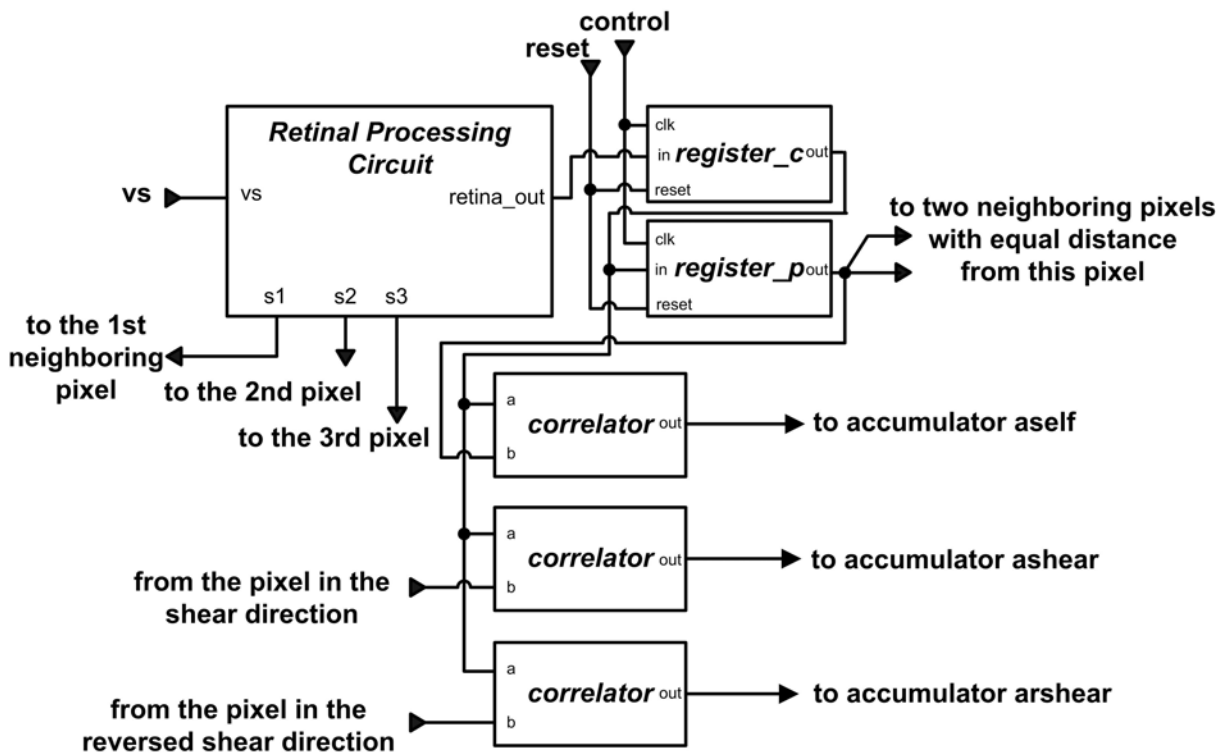 control
reset
Retinal Processing
Circuit
vs
vs
retina_out
s1
s2
s3
clk
in
register_c
out
reset
clk
in
register_p
out
reset
to two neighboring pixels
with equal distance
from this pixel
to the 1st
neighboring
pixel
to the 2nd pixel
to the 3rd pixel
a
correlator
out
b
to accumulator aself
a
correlator
out
b
to accumulator ashear
from the pixel in the
shear direction
a
correlator
out
b
to accumulator arshear
from the pixel in the
reversed shear direction